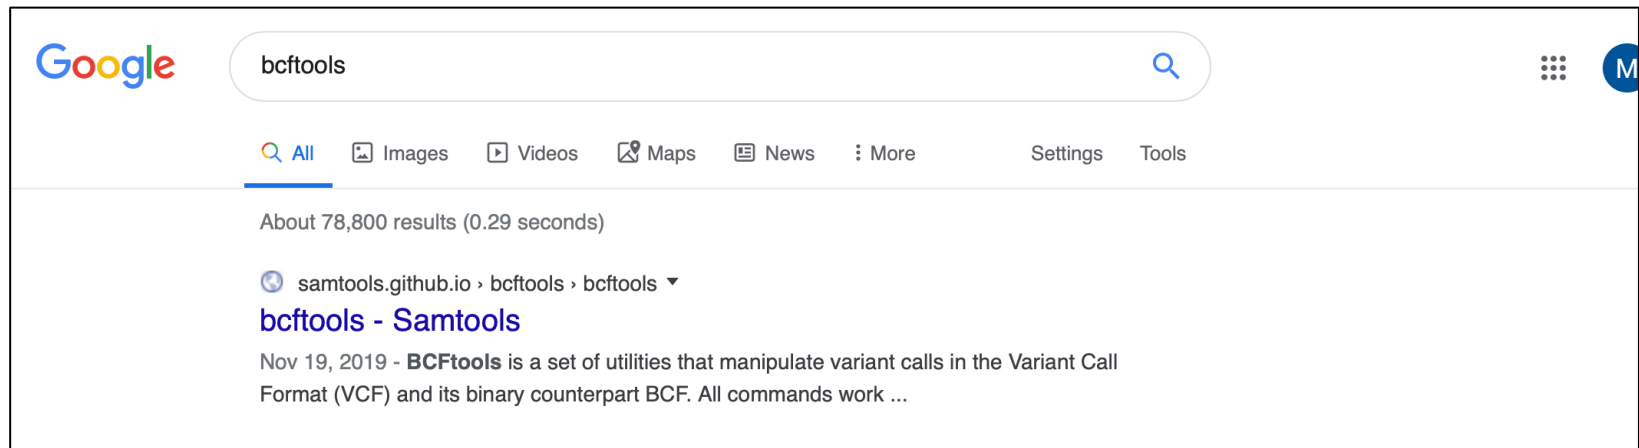 Google
bcftools
M
All Images Videos Maps News More Settings Tools
About 78,800 results (0.29 seconds)
samtools.github.io › bcftools › bcftools
bcftools - Samtools
Nov 19, 2019 - BCFtools is a set of utilities that manipulate variant calls in the Variant Call
Format (VCF) and its binary counterpart BCF. All commands work ...